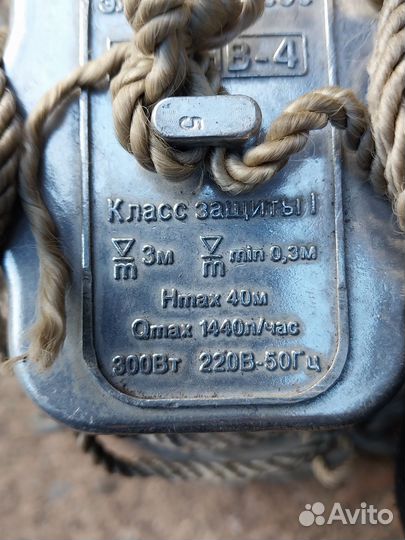 В-4
5
Класс защиты I
m 3м m min 0,3м
Hmax 40м
Qmax 1440л/час
300Вт 220В-50Гц
Avito